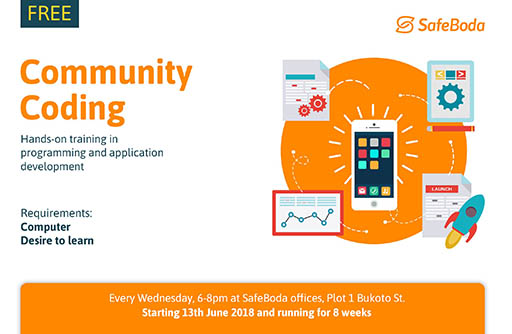 FREE
SafeBoda
Community
Coding
Hands-on training in
programming and application
development
Requirements:
Computer
Desire to learn
LAUNCH
Every Wednesday, 6-8pm at SafeBoda offices, Plot 1 Bukoto St.
Starting 13th June 2018 and running for 8 weeks